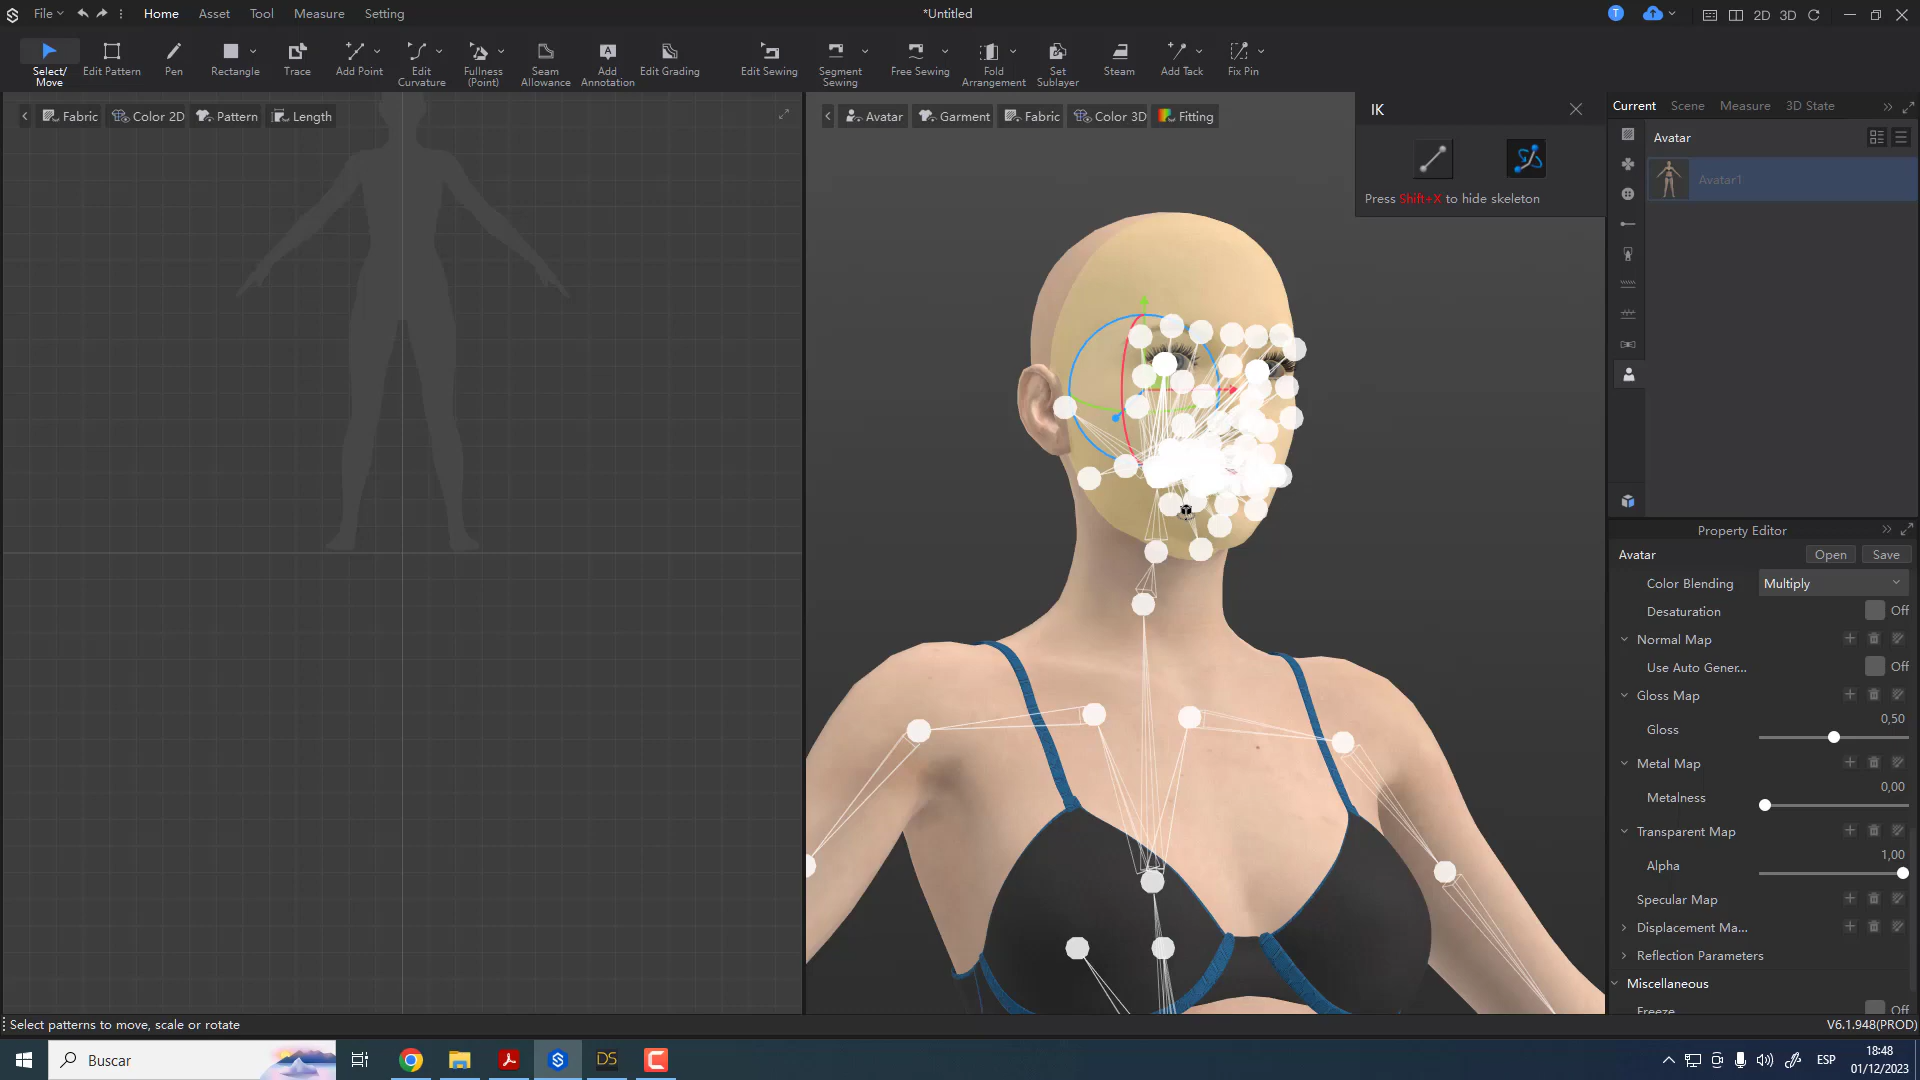 File
Home
Asset
Tool
Measure
Setting
*Untitled
T
2D
3D
Select/
Move
Edit Pattern
Pen
Rectangle
Trace
Add Point
Edit
Curvature
Fullness
(Point)
Seam
Allowance
Add
Annotation
Edit Grading
Edit Sewing
Segment
Sewing
Free Sewing
Fold
Arrangement
Set
Sublayer
Steam
Add Tack
Fix Pin
Fabric
Color 2D
Pattern
Length
Avatar
Garment
Fabric
Color 3D
Fitting
IK
Press Shift+X to hide skeleton
Current
Scene
Measure
3D State
Avatar
Avatar1
Property Editor
Avatar
Open
Save
Color Blending
Multiply
Desaturation
Off
Normal Map
Use Auto Gener...
Off
Gloss Map
0,50
Gloss
Metal Map
0,00
Metalness
Transparent Map
1,00
Alpha
Specular Map
Displacement Ma...
Reflection Parameters
Miscellaneous
Freeze
Off
Select patterns to move, scale or rotate
V6.1.948(PROD)
Buscar
DS
ESP
18:48
01/12/2023